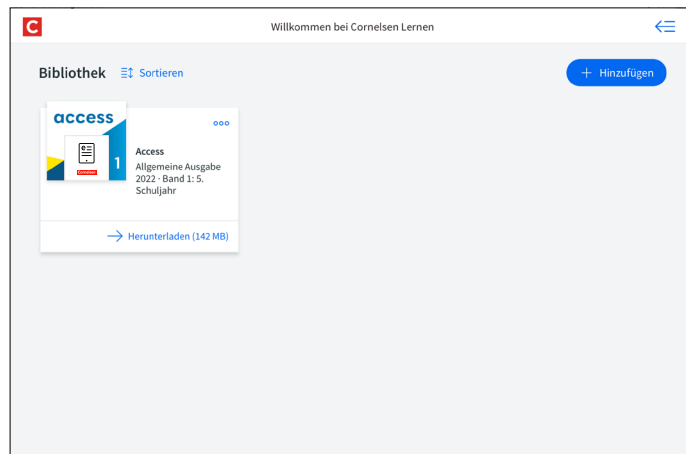 C
Willkommen bei Cornelsen Lernen
Bibliothek
Sortieren
+ Hinzufügen
access
1
Cornelsen
Access
Allgemeine Ausgabe
2022 · Band 1: 5.
Schuljahr
Herunterladen (142 MB)